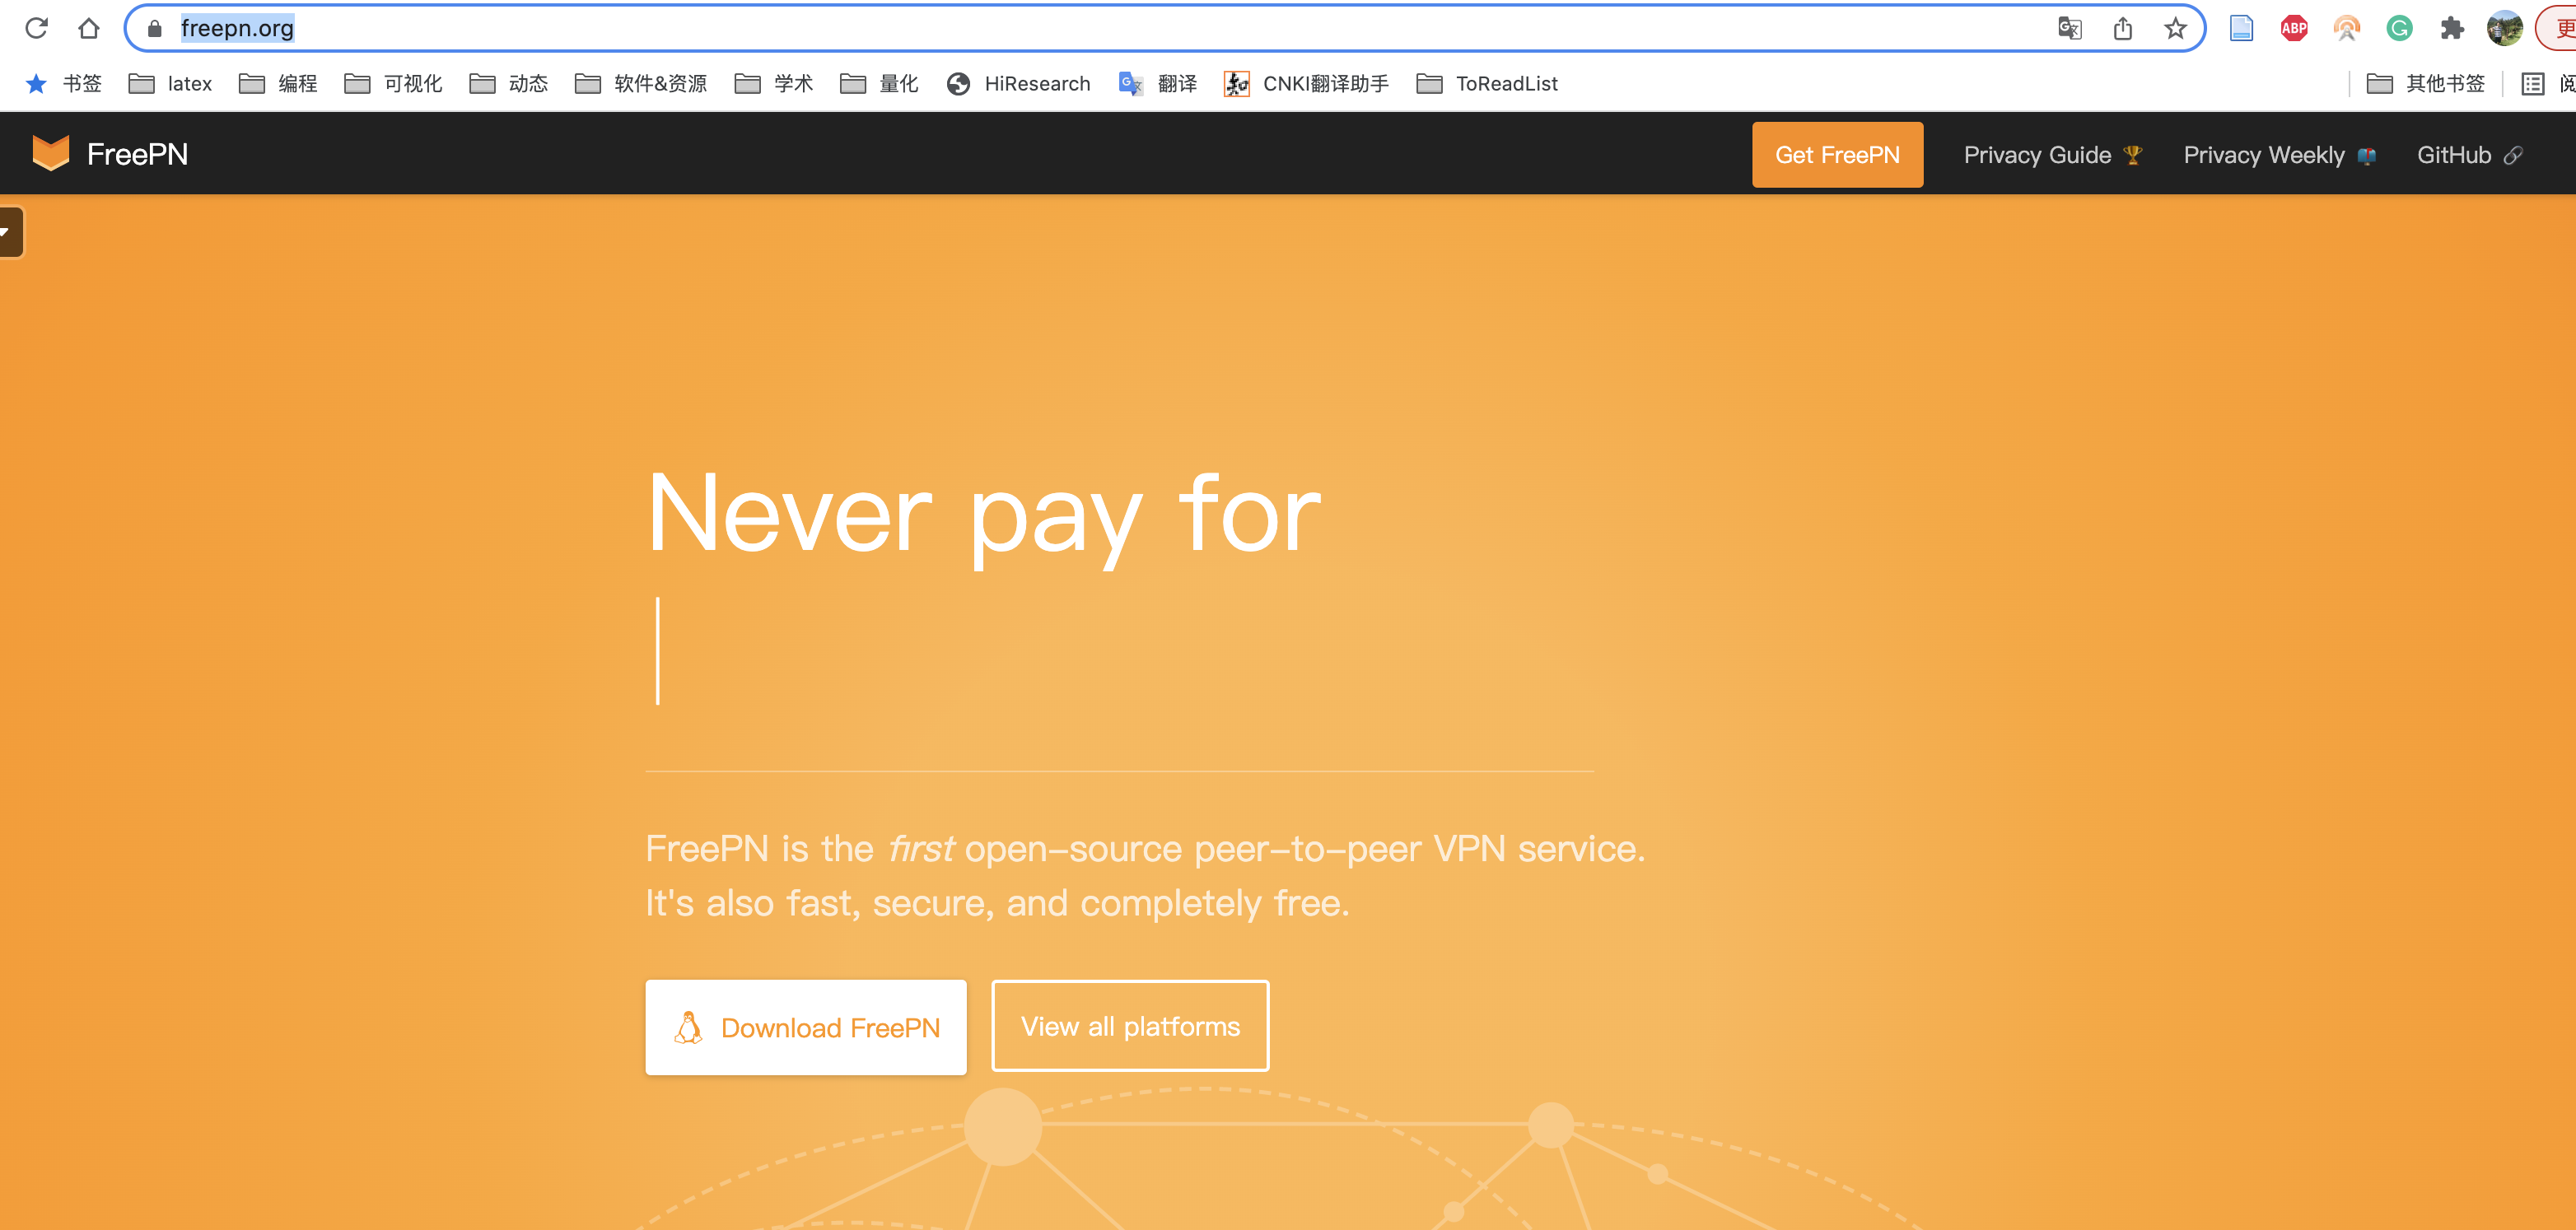 freepn.org
ABP
书签 latex 编程 可视化 动态 软件&资源 学术 量化 HiResearch 翻译 CNKI翻译助手 ToReadList 其他书签
FreePN
Get FreePN Privacy Guide Privacy Weekly GitHub
Never pay for
FreePN is the first open-source peer-to-peer VPN service.
It's also fast, secure, and completely free.
Download FreePN View all platforms